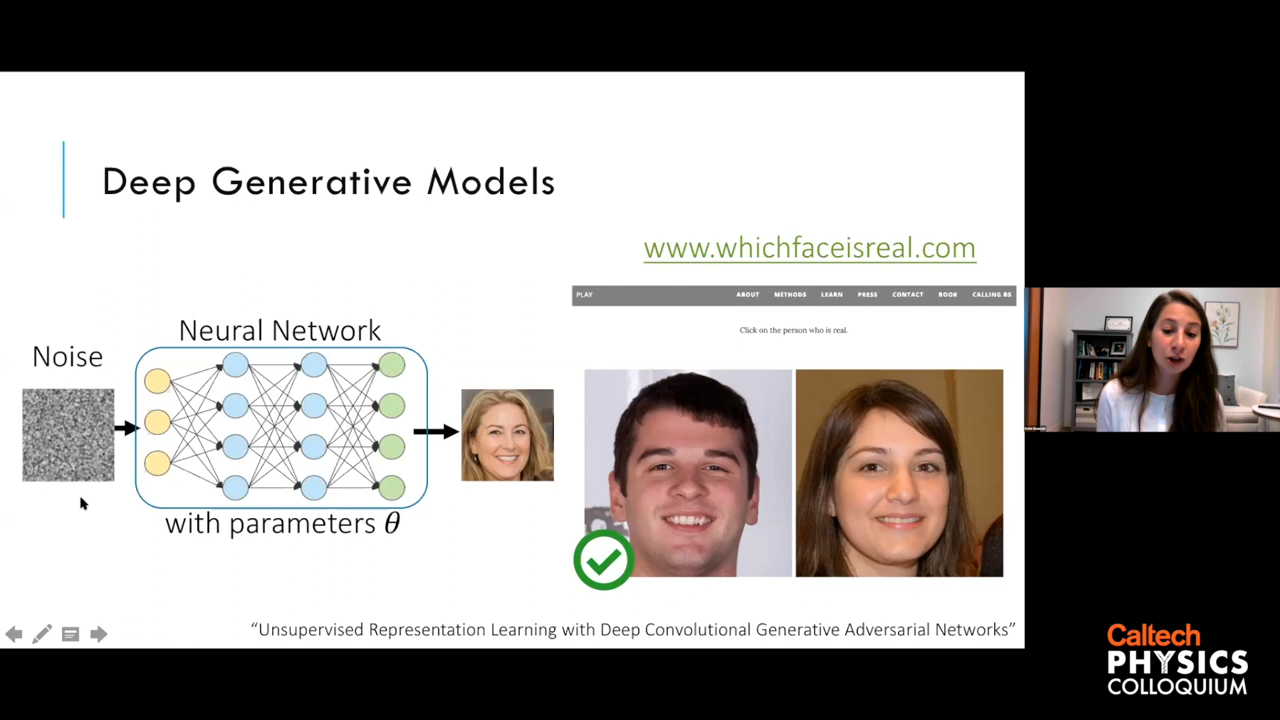 Deep Generative Models
www.whichfaceisreal.com
PLAY
ABOUT
METHODS
LEARN
PRESS
CONTACT
BOOK
CALLING BS
Click on the person who is real.
Neural Network
Noise
with parameters θ
“Unsupervised Representation Learning with Deep Convolutional Generative Adversarial Networks”
Caltech
PHYSICS
COLLOQUIUM